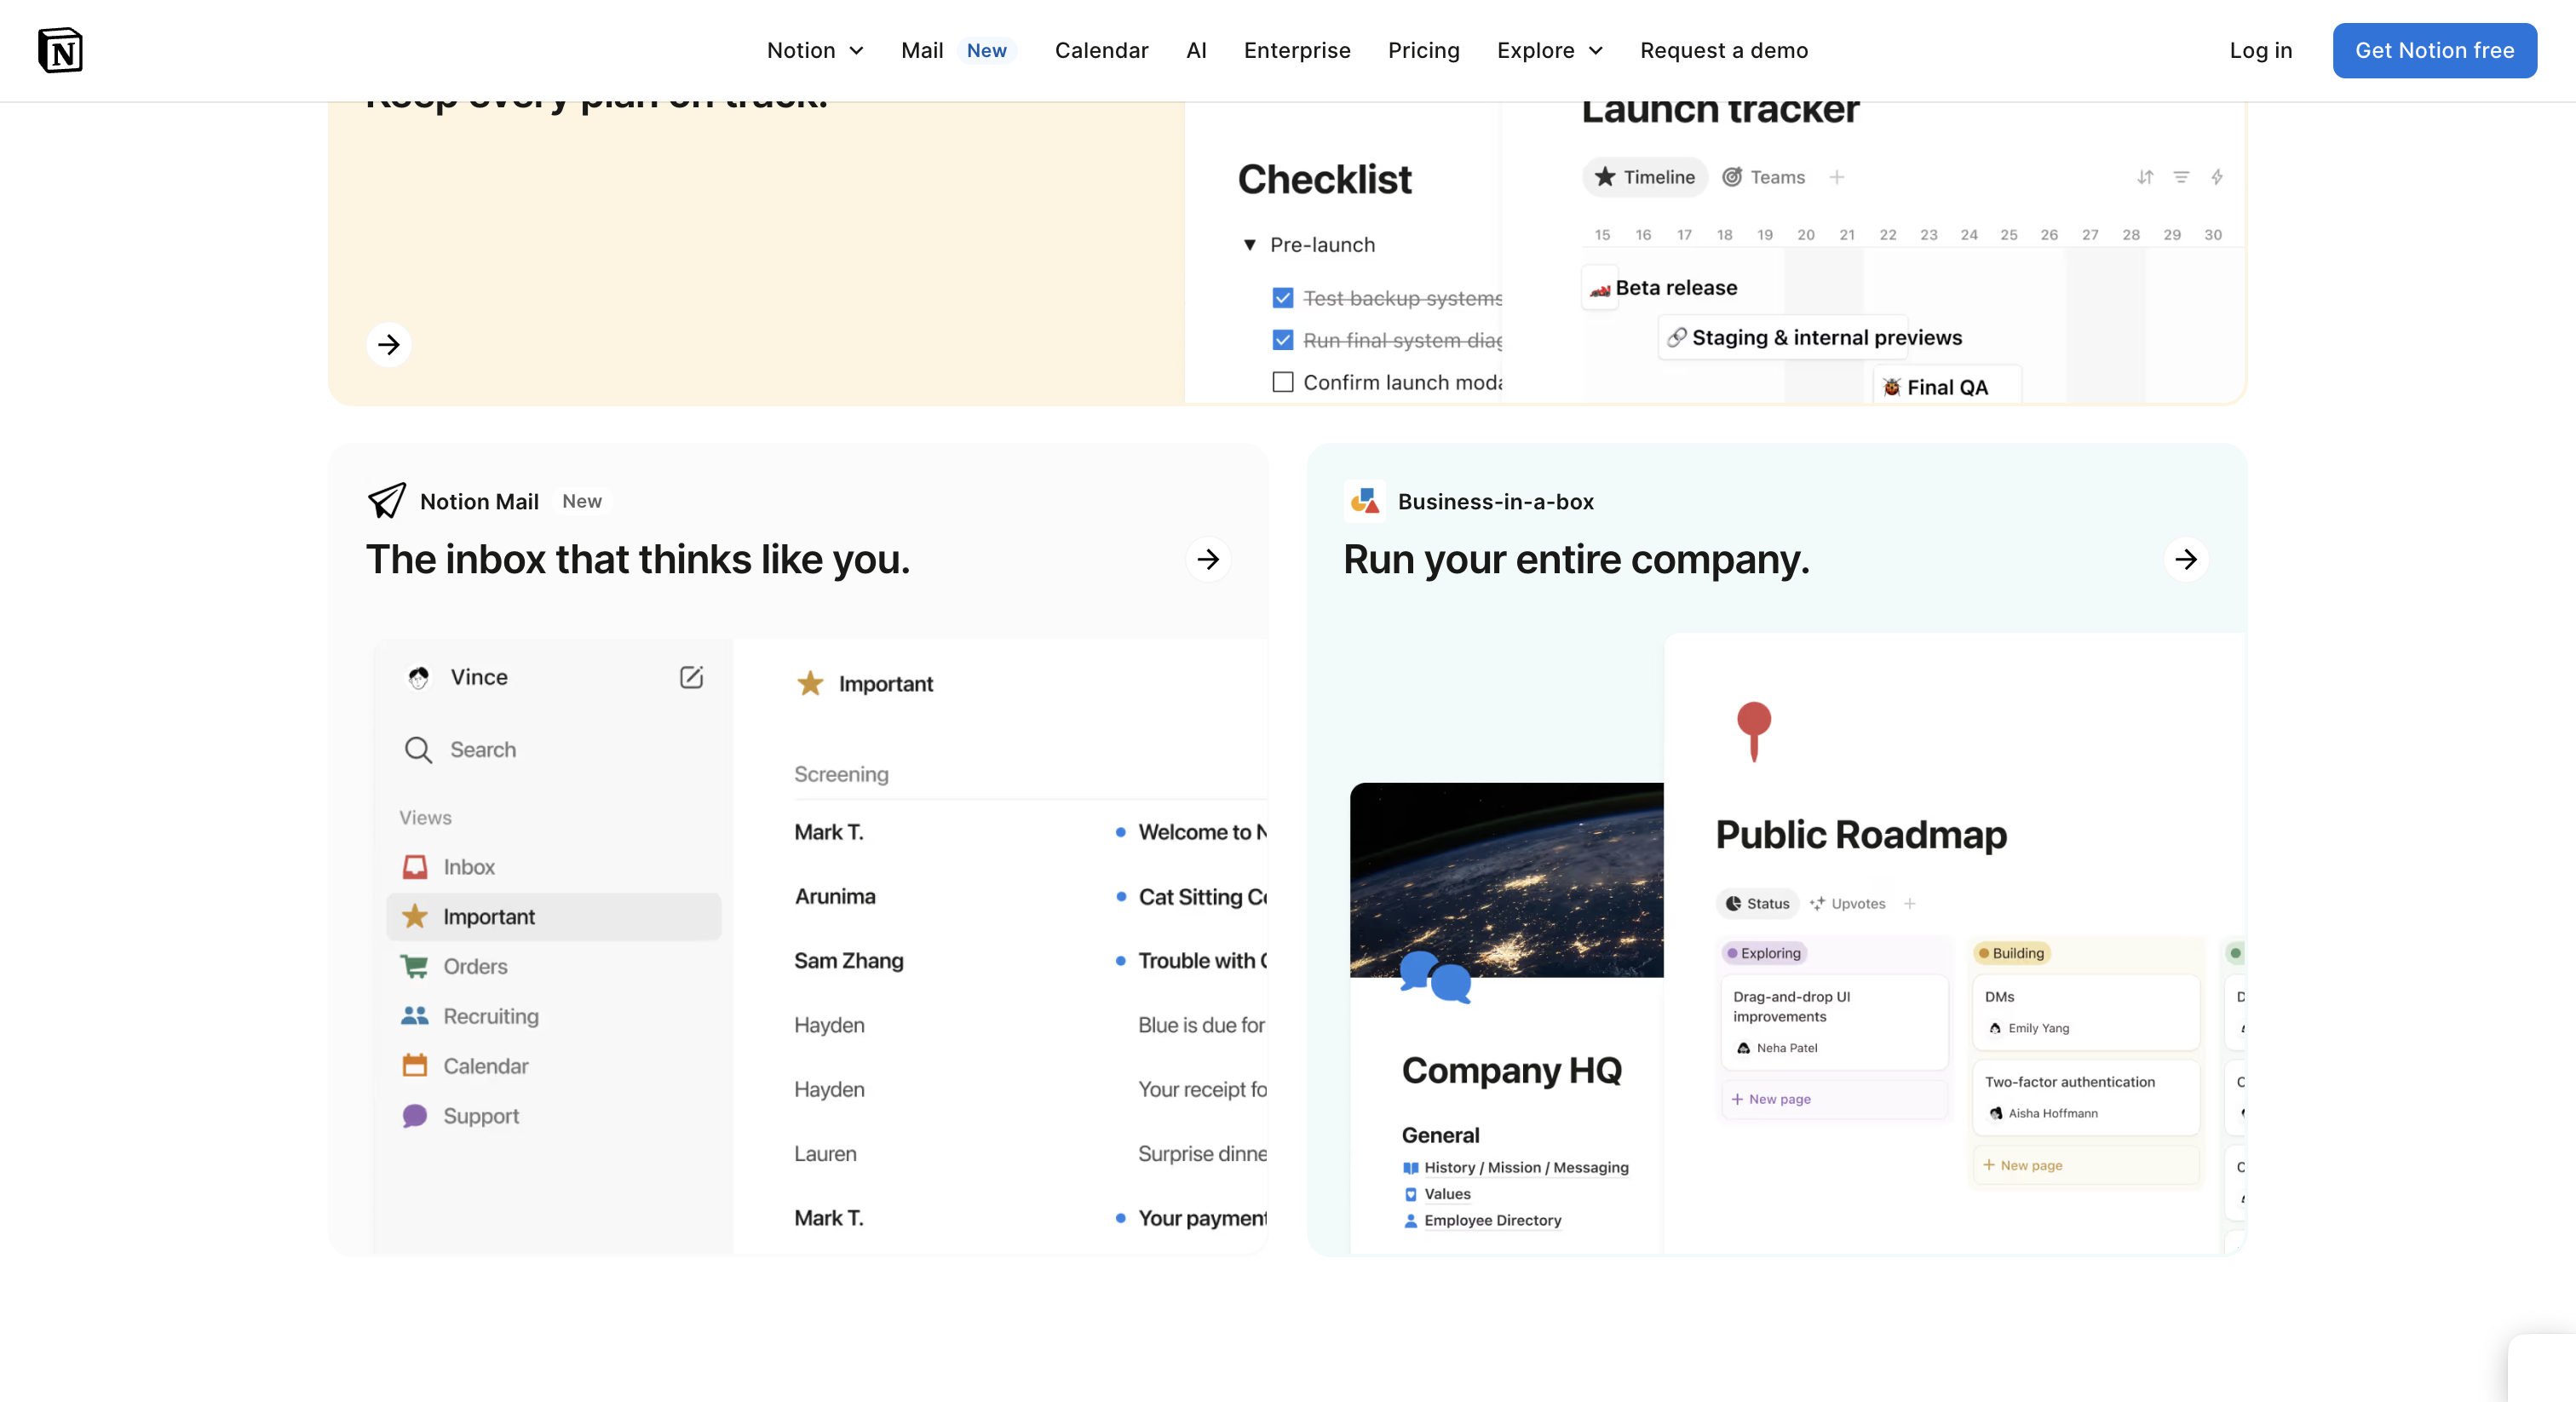 N
Notion
Mail New
Calendar
AI
Enterprise
Pricing
Explore
Request a demo
Log in
Get Notion free
Keep every plan on track.
Checklist
Pre-launch
Test backup systems
Run final system diag
Confirm launch moda
Launch tracker
Timeline
Teams
15 16 17 18 19 20 21 22 23 24 25 26 27 28 29 30
Beta release
Staging & internal previews
Final QA
Notion Mail New
The inbox that thinks like you.
Vince
Search
Views
Inbox
Important
Orders
Recruiting
Calendar
Support
Important
Screening
Mark T. Welcome to N
Arunima Cat Sitting Co
Sam Zhang Trouble with
Hayden Blue is due for
Hayden Your receipt fo
Lauren Surprise dinne
Mark T. Your payment
Business-in-a-box
Run your entire company.
Company HQ
General
History / Mission / Messaging
Values
Employee Directory
Public Roadmap
Status
Upvotes
Exploring
Drag-and-drop UI
improvements
Neha Patel
+ New page
Building
DMs
Emily Yang
Two-factor authentication
Aisha Hoffmann
+ New page